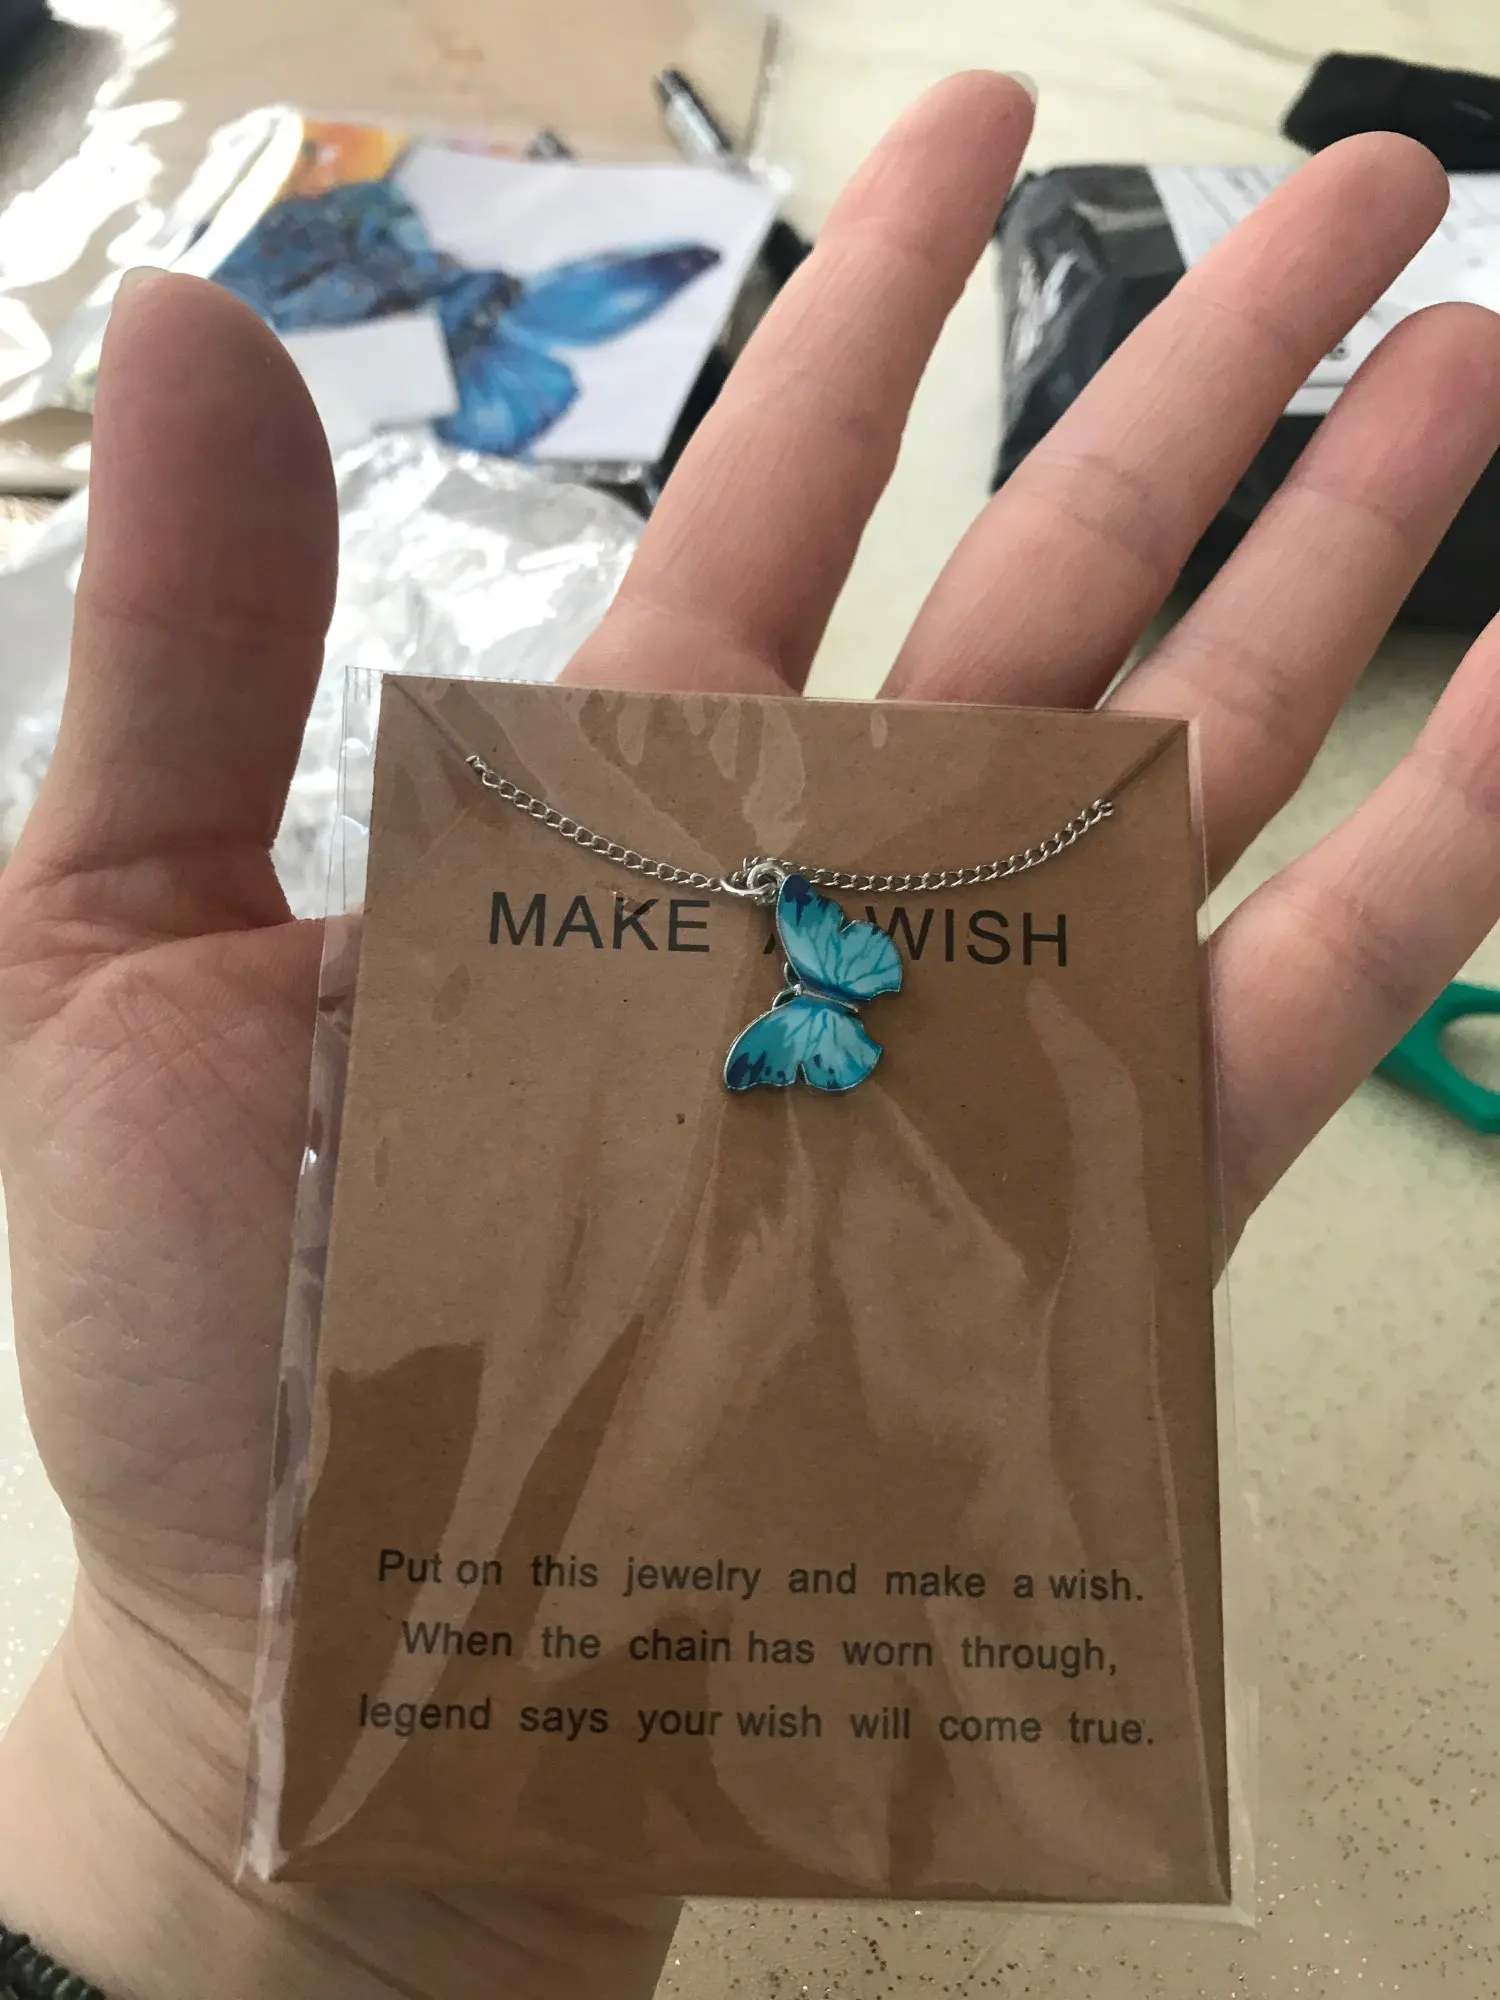 MAKE A WISH
Put on this jewelry and make a wish.
When the chain has worn through,
legend says your wish will come true.